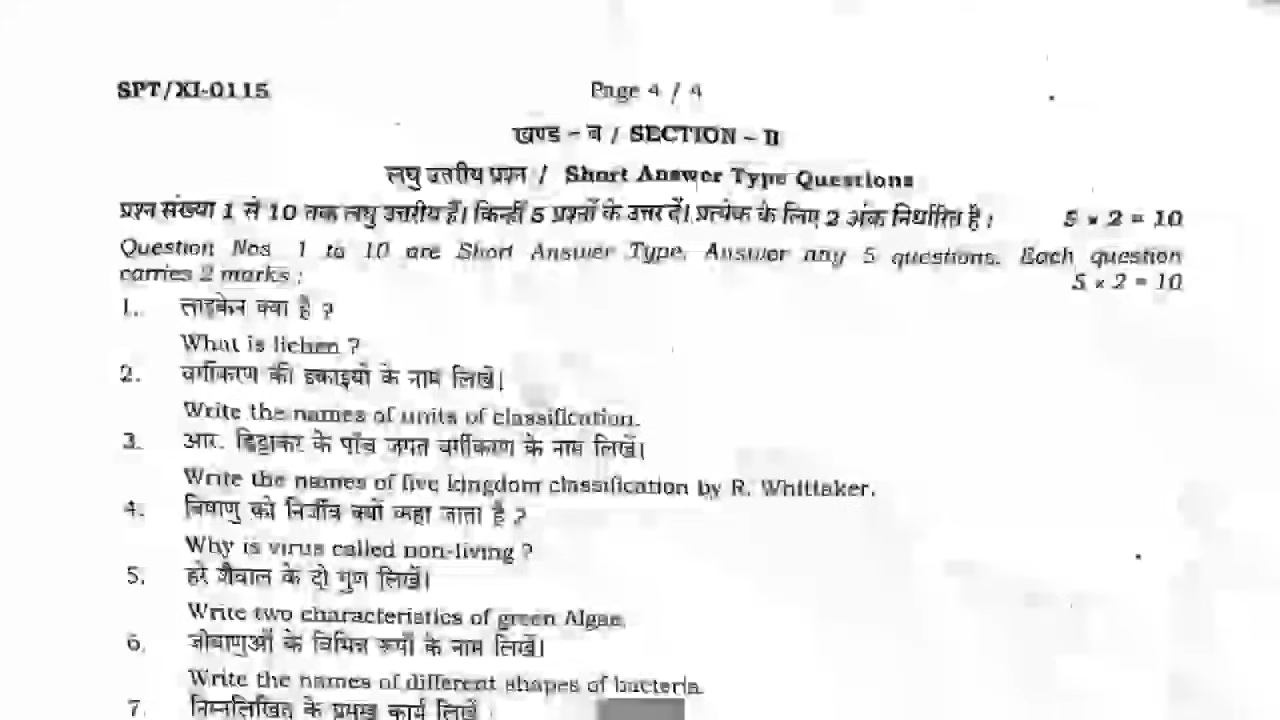 SPT/XI-0115 Page 4 / 4
खण्ड – ब / SECTION – B
लघु उत्तरीय प्रश्न / Short Answer Type Questions
प्रश्न संख्या 1 से 10 तक लघु उत्तरीय हैं। किन्हीं 5 प्रश्नों के उत्तर दें। प्रत्येक के लिए 2 अंक निर्धारित है : 5 × 2 = 10
Question Nos 1 to 10 are Short Answer Type. Answer any 5 questions. Each question
carries 2 marks : 5 × 2 = 10
1. लाइकेन क्या है ?
What is lichen ?
2. वर्गीकरण की इकाइयों के नाम लिखें।
Write the names of units of classification.
3. आर. ह्विटाकर के पाँच जगत वर्गीकरण के नाम लिखें।
Write the names of five kingdom classification by R. Whittaker.
4. विषाणु को निर्जीव क्यों कहा जाता है ?
Why is virus called non-living ?
5. हरे शैवाल के दो गुण लिखें।
Write two characteristics of green Algae.
6. जीवाणुओं के विभिन्न रूपों के नाम लिखें।
Write the names of different shapes of bacteria.
7. निम्नलिखित के प्रमुख कार्य लिखें :